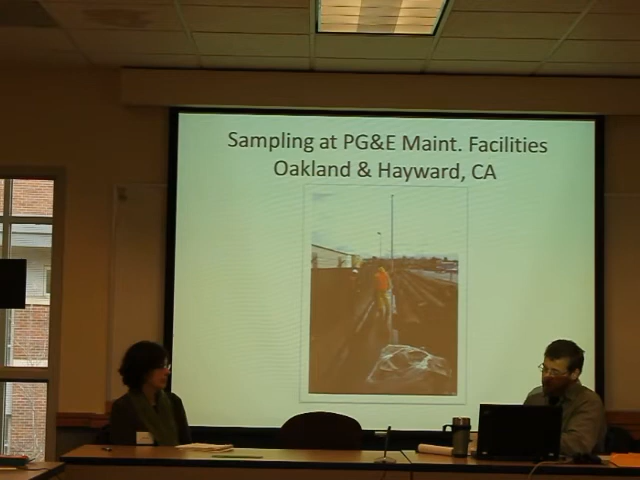 Sampling at PG&E Maint. Facilities
Oakland & Hayward, CA